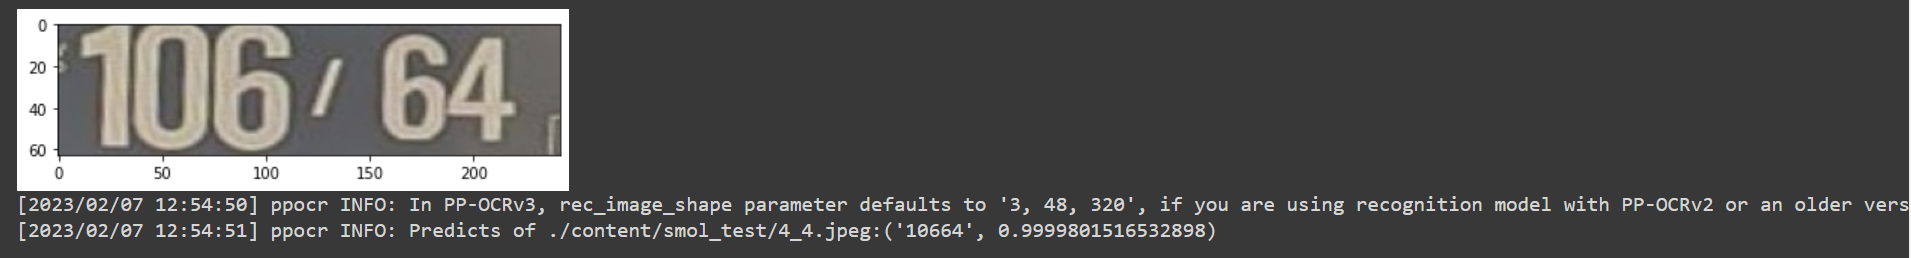 0
20
40
60
106 / 64
0 50 100 150 200
[2023/02/07 12:54:50] ppocr INFO: In PP-OCRv3, rec_image_shape parameter defaults to '3, 48, 320', if you are using recognition model with PP-OCRv2 or an older vers
[2023/02/07 12:54:51] ppocr INFO: Predicts of ./content/smol_test/4_4.jpeg:('10664', 0.9999801516532898)